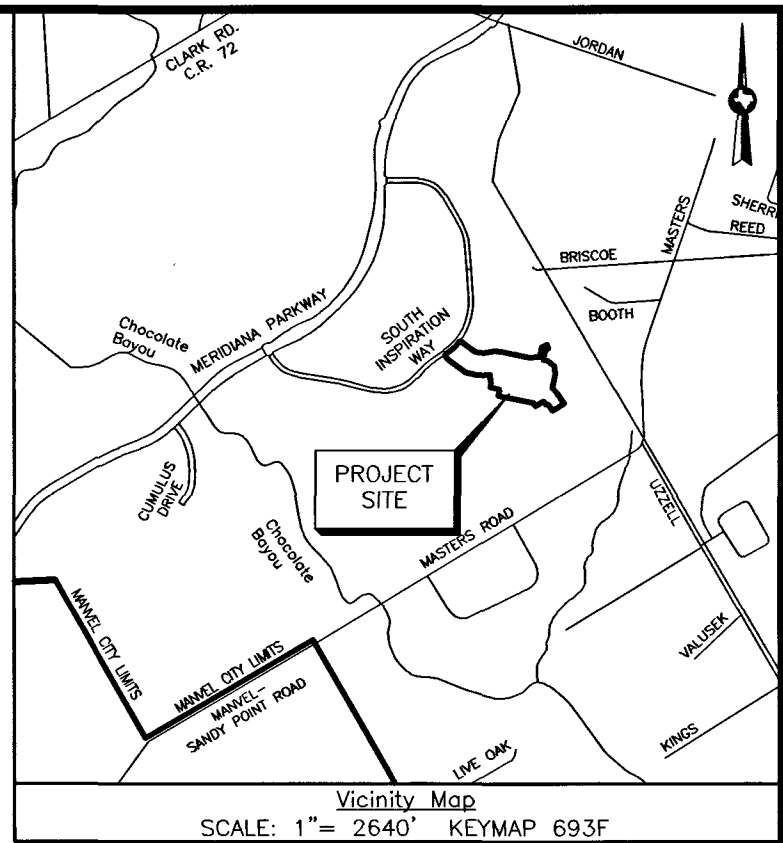 CLARK RD.
C.R. 72
JORDAN
MASTERS
SHERR
REED
BRISCOE
BOOTH
MERIDIANA PARKWAY
Chocolate
Bayou
SOUTH
INSPIRATION
WAY
CUMULUS
DRIVE
PROJECT
SITE
Chocolate
Bayou
MASTERS ROAD
UZZELL
MANVEL CITY LIMITS
MANVEL CITY LIMITS
MANVEL-
SANDY POINT ROAD
VALUSEK
KINGS
LIVE OAK
Vicinity Map
SCALE: 1"= 2640' KEYMAP 693F